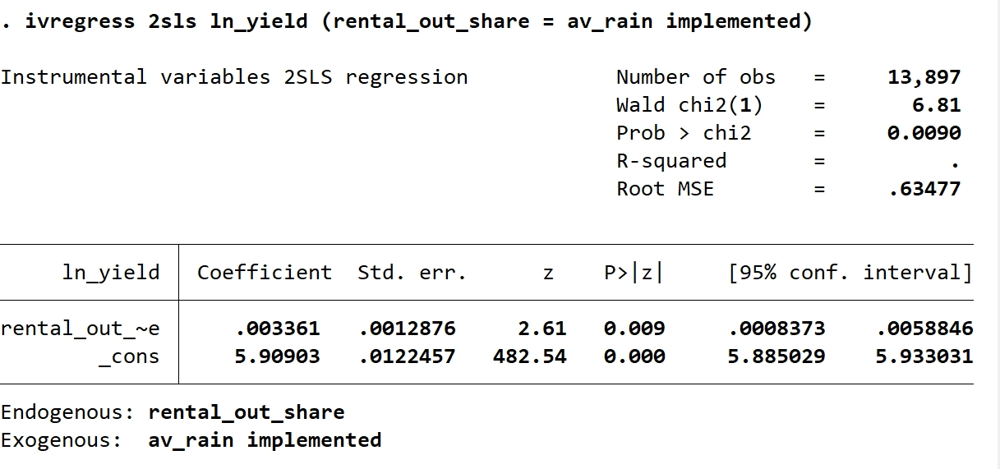 . ivregress 2sls ln_yield (rental_out_share = av_rain implemented)
Instrumental variables 2SLS regression Number of obs = 13,897
Wald chi2(1) = 6.81
Prob > chi2 = 0.0090
R-squared = .
Root MSE = .63477
ln_yield Coefficient Std. err. z P>|z| [95% conf. interval]
rental_out_~e .003361 .0012876 2.61 0.009 .0008373 .0058846
_cons 5.90903 .0122457 482.54 0.000 5.885029 5.933031
Endogenous: rental_out_share
Exogenous: av_rain implemented